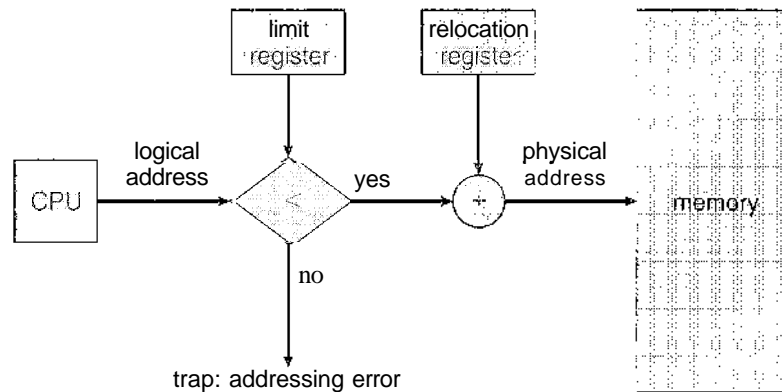 limit
register
relocation
registe
logical
address
CPU
<
yes
+
physical
address
memory
no
trap: addressing error